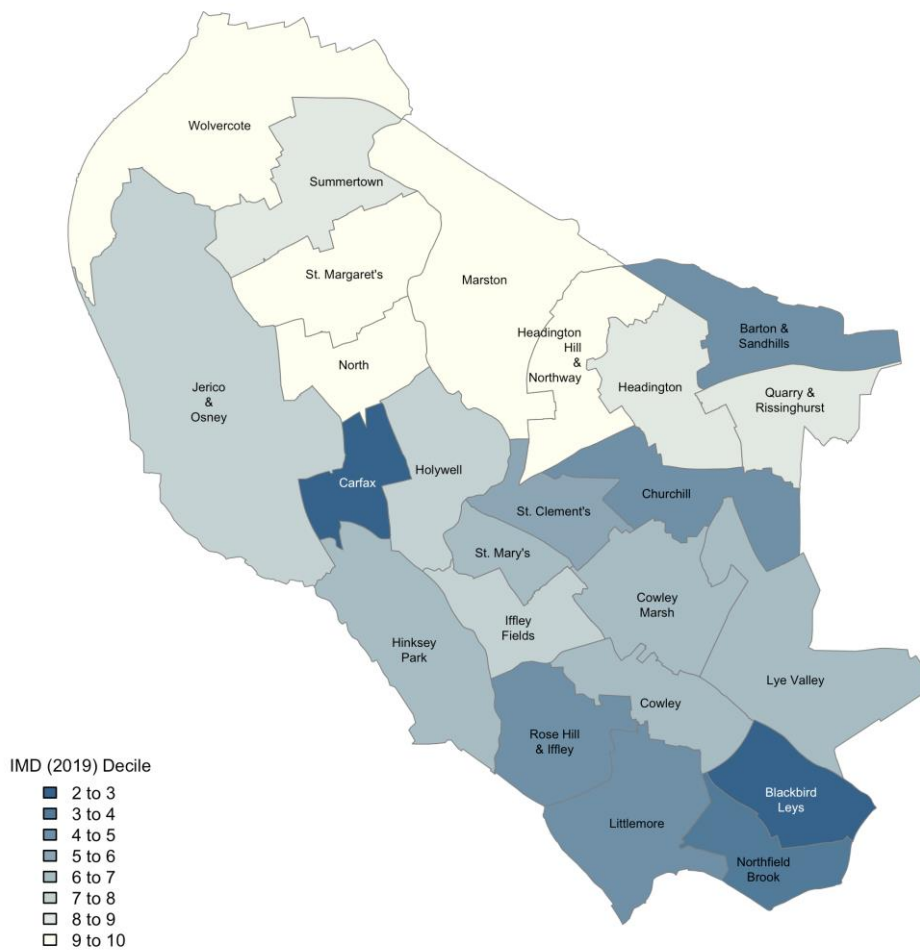 Wolvercote
Summertown
St. Margaret's
Marston
Headington
Hill
&
Northway
Barton &
Sandhills
North
Jerico
&
Osney
Headington
Quarry &
Rissinghurst
Carfax
Holywell
Churchill
St. Clement's
St. Mary's
Cowley
Marsh
Iffley
Fields
Hinksey
Park
Lye Valley
Cowley
Rose Hill
& Iffley
Blackbird
Leys
Littlemore
Northfield
Brook
IMD (2019) Decile
2 to 3
3 to 4
4 to 5
5 to 6
6 to 7
7 to 8
8 to 9
9 to 10